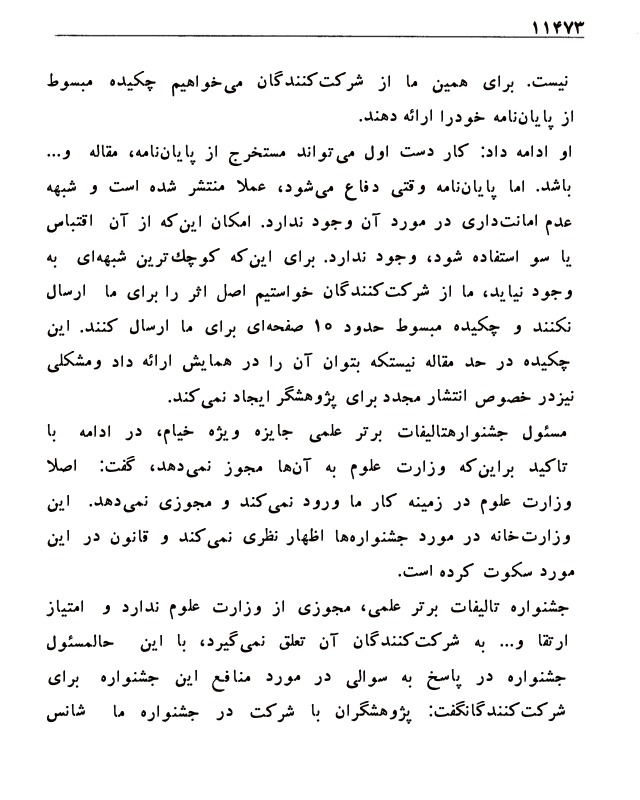 ۱۱۴۷۳
نیست. برای همین ما از شرکت‌کنندگان می‌خواهیم چکیده مبسوط
از پایان‌نامه خودرا ارائه دهند.
او ادامه داد: کار دست اول می‌تواند مستخرج از پایان‌نامه، مقاله و...
باشد. اما پایان‌نامه وقتی دفاع می‌شود، عملا منتشر شده است و شبهه
عدم امانت‌داری در مورد آن وجود ندارد. امکان این‌که از آن اقتباس
یا سو استفاده شود، وجود ندارد. برای این‌که کوچك‌ترین شبهه‌ای به
وجود نیاید، ما از شرکت‌کنندگان خواستیم اصل اثر را برای ما ارسال
نکنند و چکیده مبسوط حدود ۱۵ صفحه‌ای برای ما ارسال کنند. این
چکیده در حد مقاله نیستکه بتوان آن را در همایش ارائه داد ومشکلی
نیزدر خصوص انتشار مجدد برای پژوهشگر ایجاد نمی‌کند.
مسئول جشنوارهتالیفات برتر علمی جایزه ویژه خیام، در ادامه با
تاکید براین‌که وزارت علوم به آن‌ها مجوز نمی‌دهد، گفت: اصلا
وزارت علوم در زمینه کار ما ورود نمی‌کند و مجوزی نمی‌دهد. این
وزارت‌خانه در مورد جشنواره‌ها اظهار نظری نمی‌کند و قانون در این
مورد سکوت کرده است.
جشنواره تالیفات برتر علمی، مجوزی از وزارت علوم ندارد و امتیاز
ارتقا و... به شرکت‌کنندگان آن تعلق نمی‌گیرد، با این حالمسئول
جشنواره در پاسخ به سوالی در مورد منافع این جشنواره برای
شرکت‌کنندگانگفت: پژوهشگران با شرکت در جشنواره ما شانس